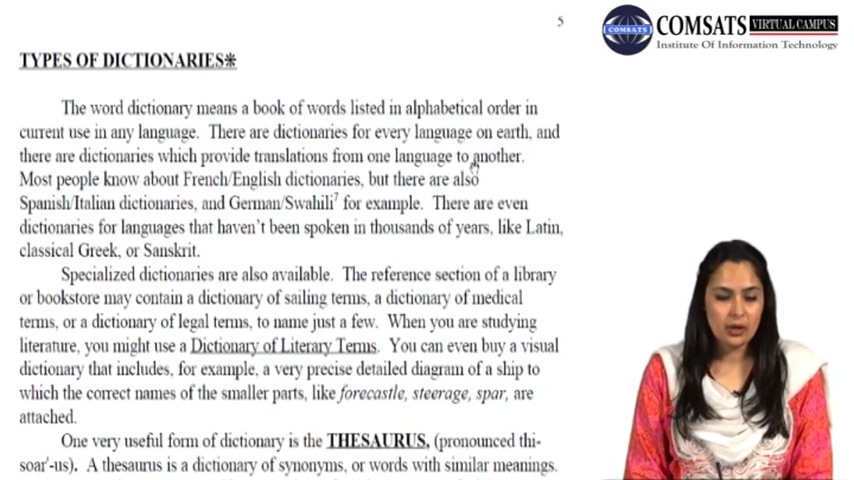 5
COMSATS VIRTUAL CAMPUS
COMSATS
Institute Of Information Technology
TYPES OF DICTIONARIES*
The word dictionary means a book of words listed in alphabetical order in
current use in any language. There are dictionaries for every language on earth, and
there are dictionaries which provide translations from one language to another.
Most people know about French/English dictionaries, but there are also
Spanish/Italian dictionaries, and German/Swahili7 for example. There are even
dictionaries for languages that haven't been spoken in thousands of years, like Latin,
classical Greek, or Sanskrit.
Specialized dictionaries are also available. The reference section of a library
or bookstore may contain a dictionary of sailing terms, a dictionary of medical
terms, or a dictionary of legal terms, to name just a few. When you are studying
literature, you might use a Dictionary of Literary Terms. You can even buy a visual
dictionary that includes, for example, a very precise detailed diagram of a ship to
which the correct names of the smaller parts, like forecastle, steerage, spar, are
attached.
One very useful form of dictionary is the THESAURUS, (pronounced thi-
soar'-us). A thesaurus is a dictionary of synonyms, or words with similar meanings.